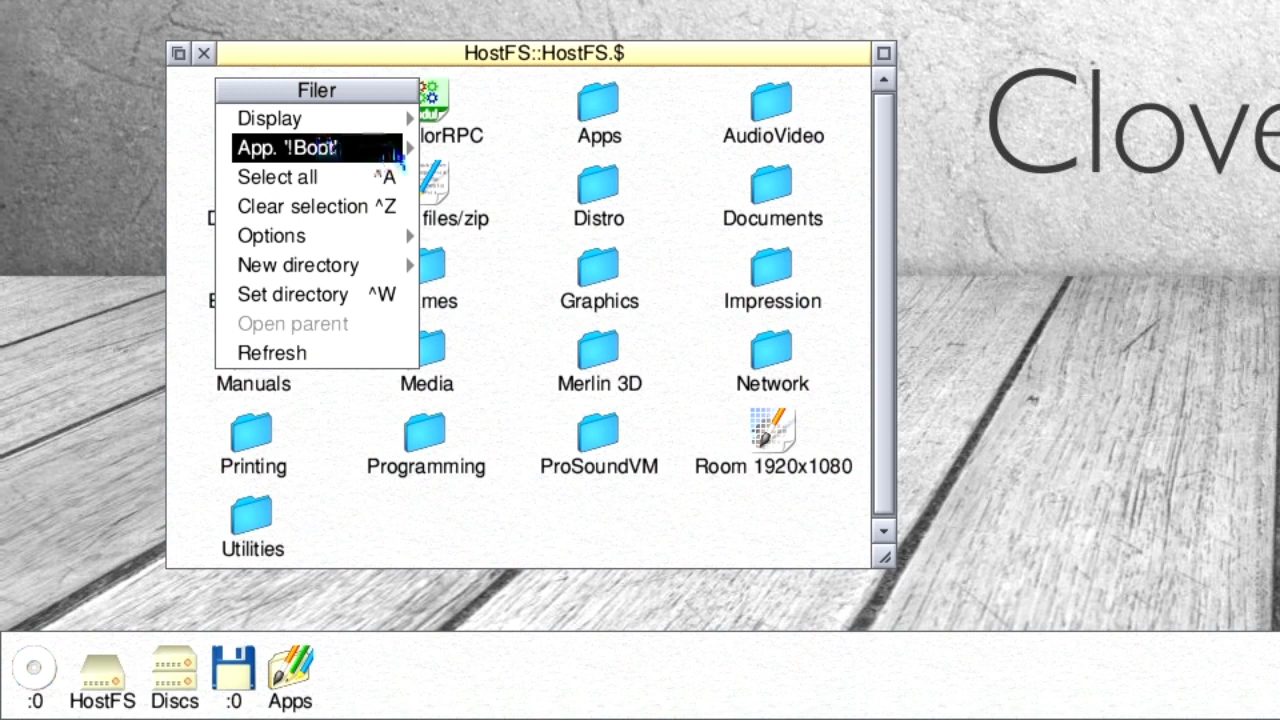 HostFS::HostFS.$
Clove
Filer
Display
App. '!Boot'
Select all ^A
Clear selection ^Z
Options
New directory
Set directory ^W
Open parent
Refresh
lorRPC
Apps
AudioVideo
files/zip
Distro
Documents
mes
Graphics
Impression
Manuals
Media
Merlin 3D
Network
Printing
Programming
ProSoundVM
Room 1920x1080
Utilities
:0
HostFS
Discs
:0
Apps